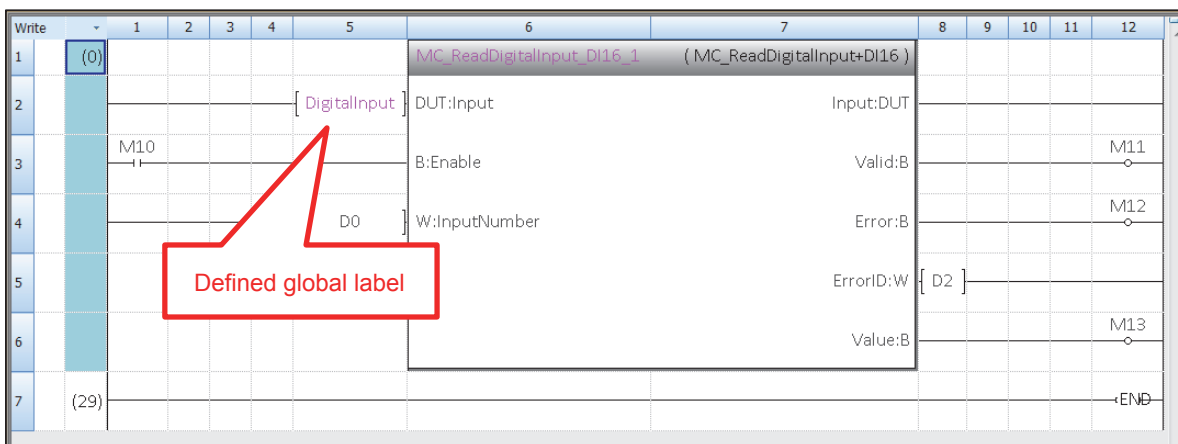 Write 1 2 3 4 5 6 7 8 9 10 11 12
1 (0) MC_ReadDigitalInput_DI16_1 ( MC_ReadDigitalInput+DI16 )
2 [ DigitalInput ] DUT:Input Input:DUT
M10 M11
3 B:Enable Valid:B
M12
4 D0 ] W:InputNumber Error:B
Defined global label
5 ErrorID:W [ D2 ]
M13
6 Value:B
7 (29) END